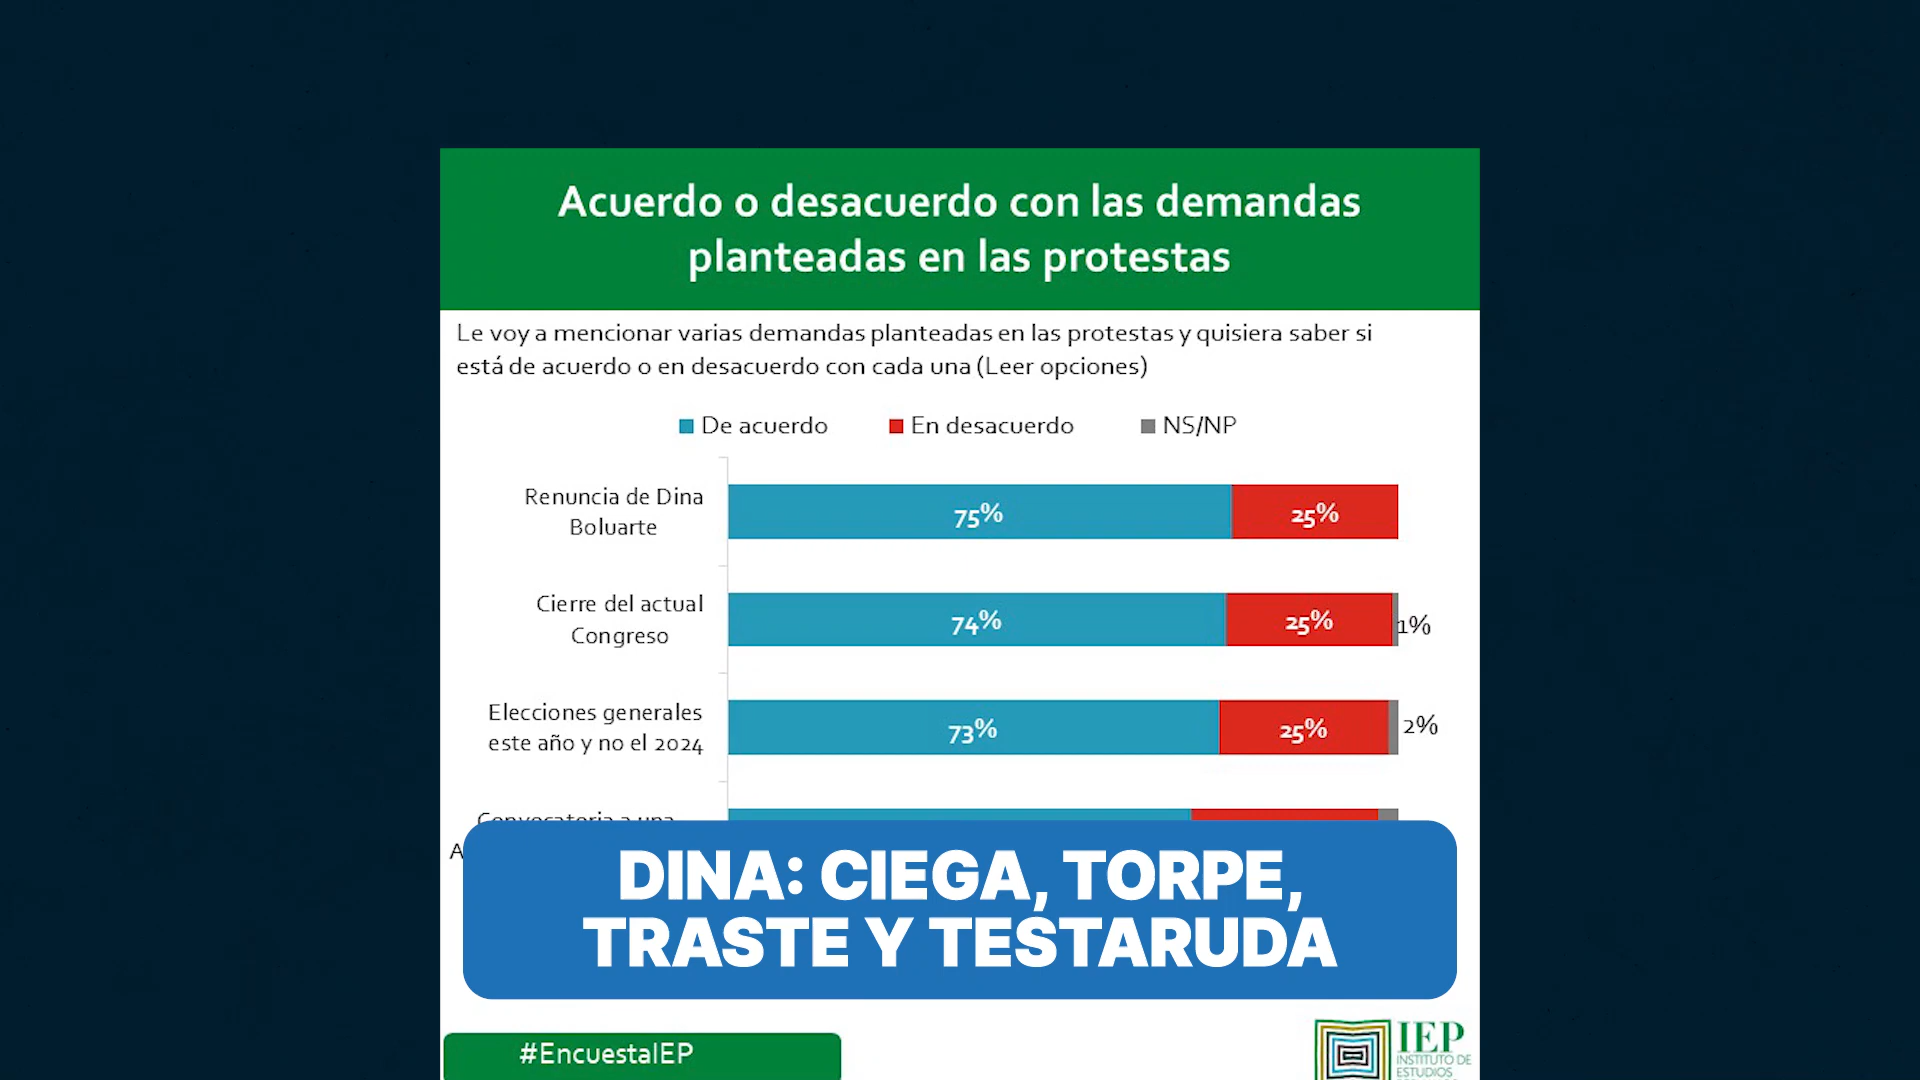 Acuerdo o desacuerdo con las demandas
planteadas en las protestas
Le voy a mencionar varias demandas planteadas en las protestas y quisiera saber si
está de acuerdo o en desacuerdo con cada una (Leer opciones)
De acuerdo En desacuerdo NS/NP
Renuncia de Dina
Boluarte
75% 25%
Cierre del actual
Congreso
74% 25% 1%
Elecciones generales
este año y no el 2024
73% 25% 2%
Convocatoria a una
A
DINA: CIEGA, TORPE,
TRASTE Y TESTARUDA
#EncuestaIEP
IEP
INSTITUTO DE
ESTUDIOS